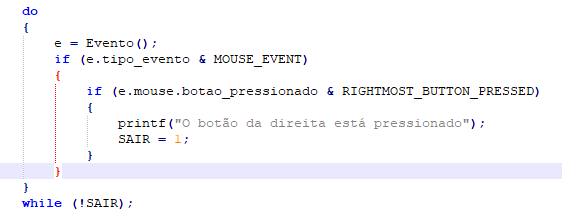 do
{
e = Evento();
if (e.tipo_evento & MOUSE_EVENT)
{
if (e.mouse.botao_pressionado & RIGHTMOST_BUTTON_PRESSED)
{
printf("O botão da direita está pressionado");
SAIR = 1;
}
}
}
while (!SAIR);